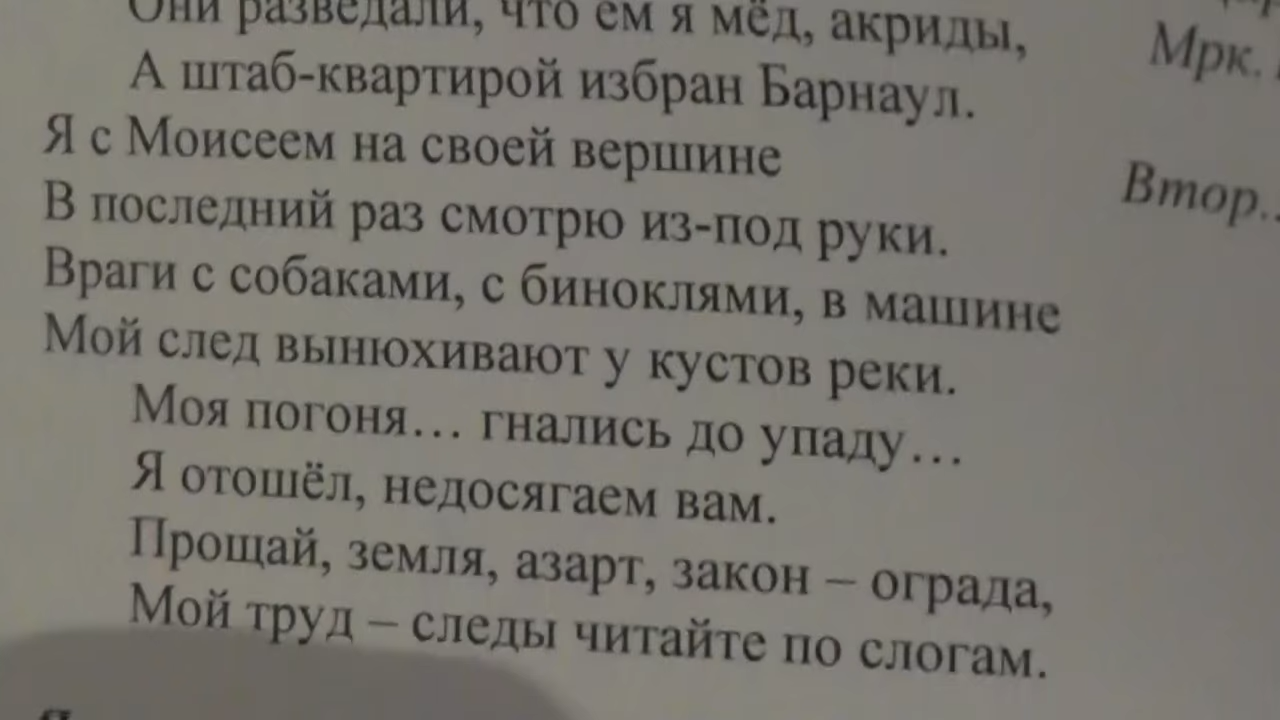 Они разведали, что ем я мёд, акриды,
А штаб-квартирой избран Барнаул.
Я с Моисеем на своей вершине
В последний раз смотрю из-под руки.
Враги с собаками, с биноклями, в машине
Мой след вынюхивают у кустов реки.
Моя погоня… гнались до упаду…
Я отошёл, недосягаем вам.
Прощай, земля, азарт, закон – ограда,
Мой труд – следы читайте по слогам.
Мрк.
Втор..